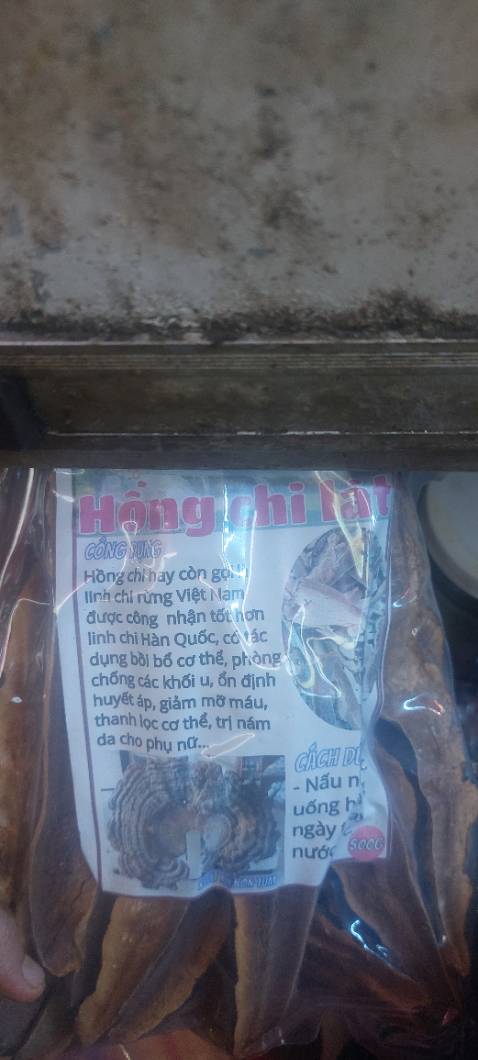 Hồng chi lát
CÔNG DỤNG
Hồng chi hay còn gọi là
linh chi rừng Việt Nam
được công nhận tốt hơn
linh chi Hàn Quốc, có tác
dụng bồi bổ cơ thể, phòng
chống các khối u, ổn định
huyết áp, giảm mỡ máu,
thanh lọc cơ thể, trị nám
da cho phụ nữ...
CÁCH DÙ
- Nấu n
uống h
ngày
nước
500G
KON TUM